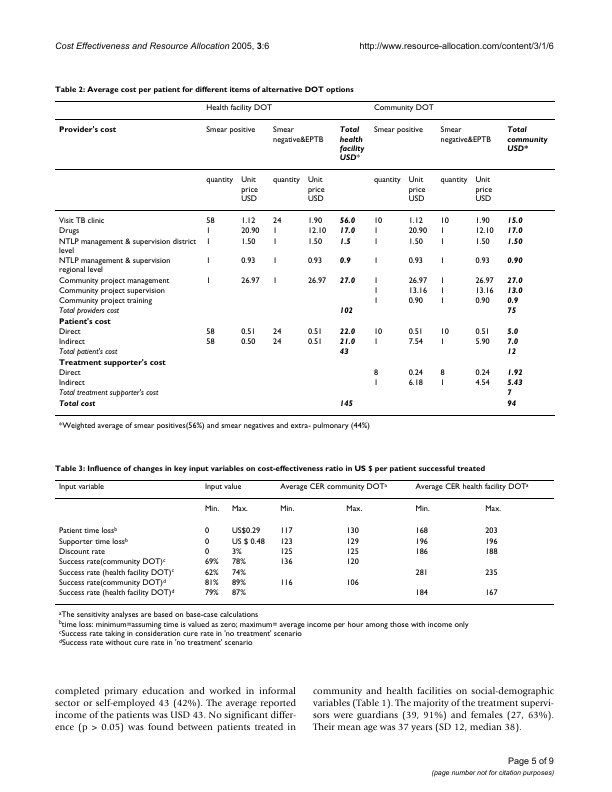 Cost Effectiveness and Resource Allocation 2005, 3:6 http://www.resource-allocation.com/content/3/1/6
Table 2: Average cost per patient for different items of alternative DOT options
Health facility DOT Community DOT
Provider's cost Smear positive Smear negative&EPTB Total health facility USD* Smear positive Smear negative&EPTB Total community USD*
quantity Unit price USD quantity Unit price USD quantity Unit price USD quantity Unit price USD
Visit TB clinic 58 1.12 24 1.90 56.0 10 1.12 10 1.90 15.0
Drugs 1 20.90 1 12.10 17.0 1 20.90 1 12.10 17.0
NTLP management & supervision district level 1 1.50 1 1.50 1.5 1 1.50 1 1.50 1.50
NTLP management & supervision regional level 1 0.93 1 0.93 0.9 1 0.93 1 0.93 0.90
Community project management 1 26.97 1 26.97 27.0 1 26.97 1 26.97 27.0
Community project supervision 1 13.16 1 13.16 13.0
Community project training 1 0.90 1 0.90 0.9
Total providers cost 102 75
Patient's cost
Direct 58 0.51 24 0.51 22.0 10 0.51 10 0.51 5.0
Indirect 58 0.50 24 0.51 21.0 1 7.54 1 5.90 7.0
Total patient's cost 43 12
Treatment supporter's cost
Direct 8 0.24 8 0.24 1.92
Indirect 1 6.18 1 4.54 5.43
Total treatment supporter's cost 7
Total cost 145 94
*Weighted average of smear positives(56%) and smear negatives and extra- pulmonary (44%)
Table 3: Influence of changes in key input variables on cost-effectiveness ratio in US $ per patient successful treated
Input variable Input value Average CER community DOTa Average CER health facility DOTa
Min. Max. Min. Max. Min. Max.
Patient time lossb 0 US$0.29 117 130 168 203
Supporter time lossb 0 US $ 0.48 123 129 196 196
Discount rate 0 3% 125 125 186 188
Success rate(community DOT)c 69% 78% 136 120
Success rate (health facility DOT)c 62% 74% 281 235
Success rate(community DOT)d 81% 89% 116 106
Success rate (health facility DOT)d 79% 87% 184 167
aThe sensitivity analyses are based on base-case calculations
btime loss: minimum=assuming time is valued as zero; maximum= average income per hour among those with income only
cSuccess rate taking in consideration cure rate in 'no treatment' scenario
dSuccess rate without cure rate in 'no treatment' scenario
completed primary education and worked in informal
sector or self-employed 43 (42%). The average reported
income of the patients was USD 43. No significant differ-
ence (p > 0.05) was found between patients treated in
community and health facilities on social-demographic
variables (Table 1). The majority of the treatment supervi-
sors were guardians (39, 91%) and females (27, 63%).
Their mean age was 37 years (SD 12, median 38).
Page 5 of 9
(page number not for citation purposes)